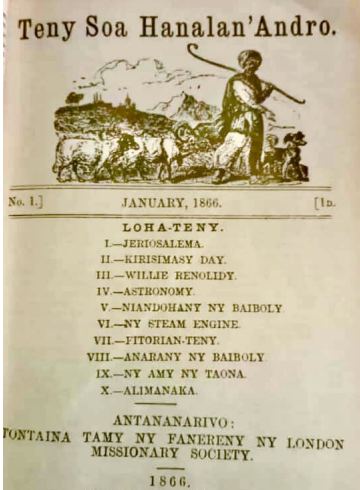 Teny Soa Hanalan'Andro.
No. 1.] JANUARY, 1866. [1D.
LOHA-TENY.
I.—JERIOSALEMA.
II.—KIRISIMASY DAY.
III.—WILLIE RENOLIDY.
IV.—ASTRONOMY.
V.—NIANDOHANY NY BAIBOLY.
VI.—NY STEAM ENGINE.
VII.—FITORIAN-TENY.
VIII.—ANARANY NY BAIBOLY.
IX.—NY AMY NY TAONA.
X.—ALIMANAKA.
ANTANANARIVO:
TONTAINA TAMY NY FANERENY NY LONDON
MISSIONARY SOCIETY.
1866.